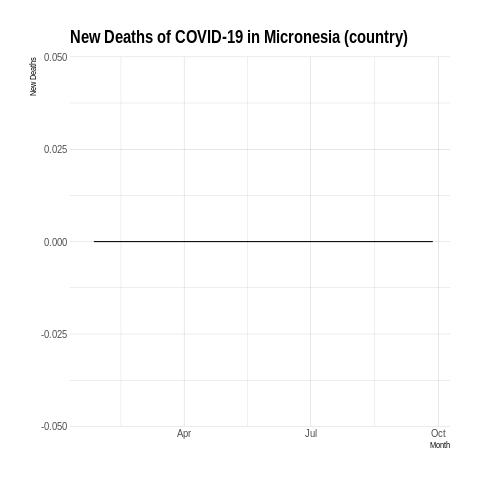 New Deaths of COVID-19 in Micronesia (country)
New Deaths
0.050
0.025
0.000
-0.025
-0.050
Apr Jul Oct
Month